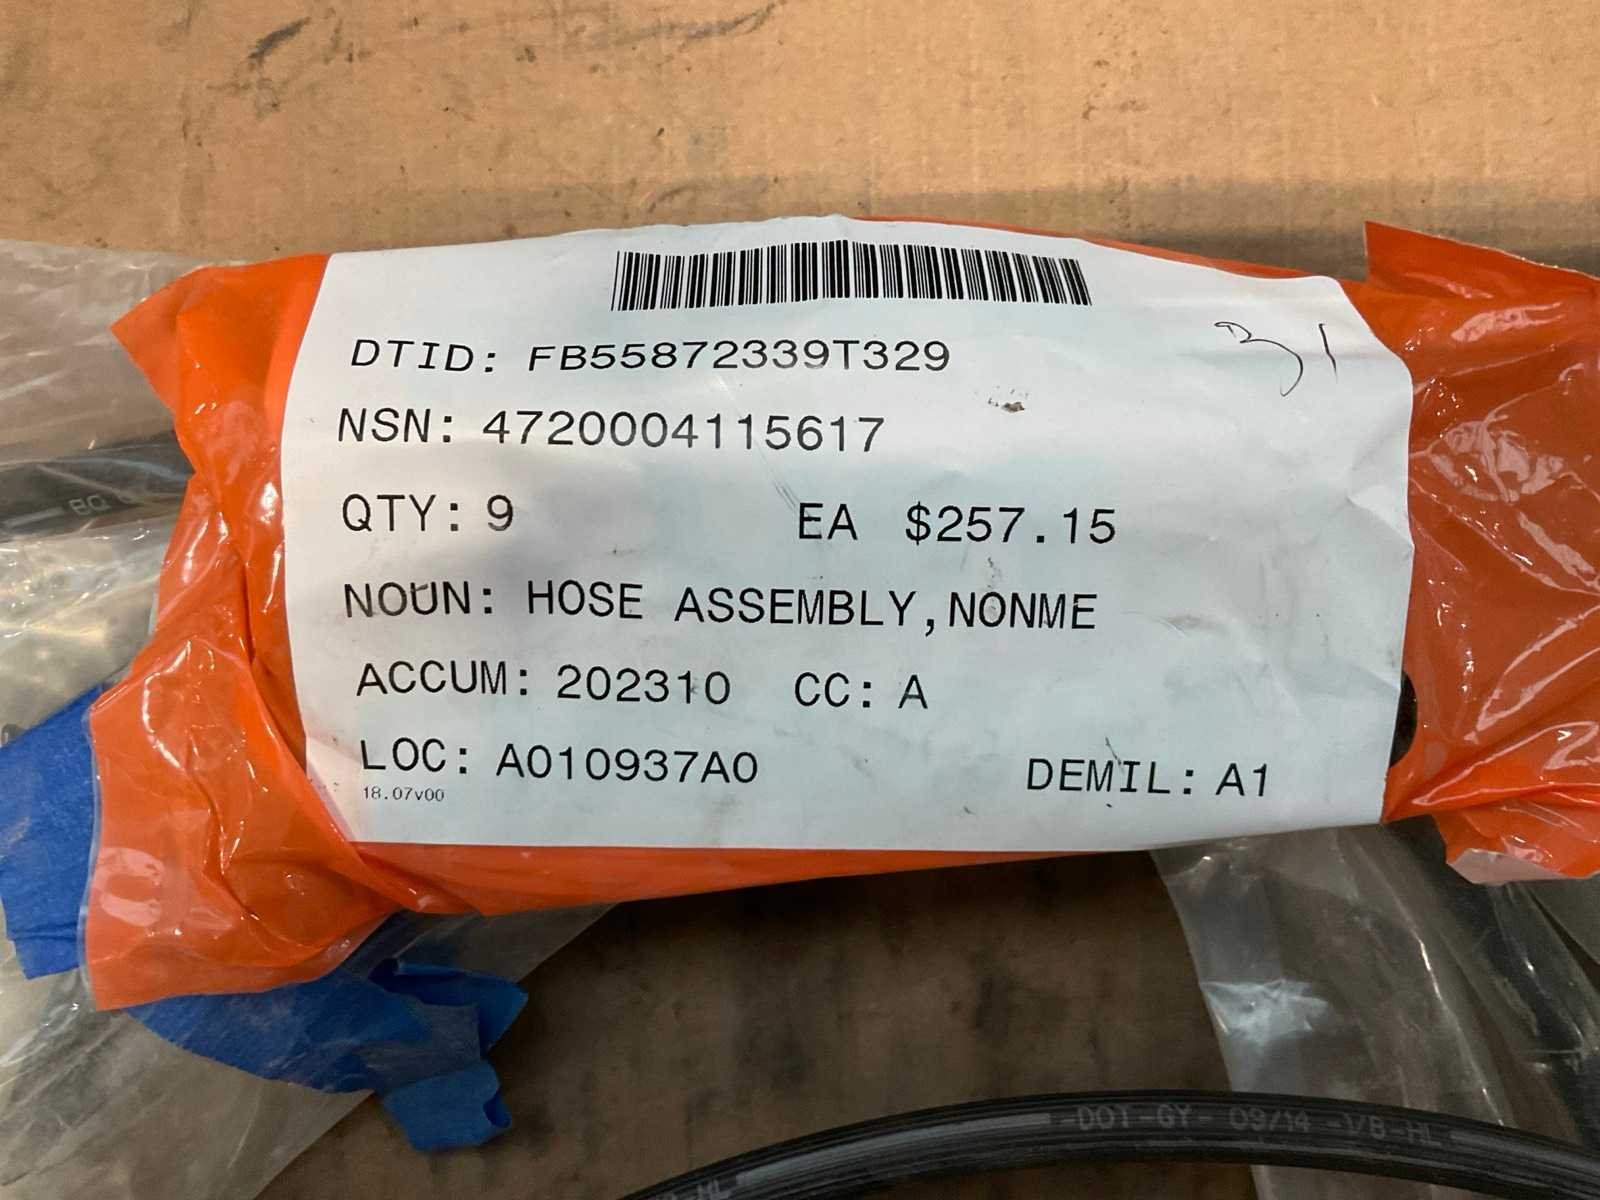 DTID: FB55872339T329
NSN: 4720004115617
QTY: 9 EA $257.15
NOUN: HOSE ASSEMBLY,NONME
ACCUM: 202310 CC: A
LOC: A010937A0 DEMIL: A1
18.07v00
-DOT-GY- 09/14 -1/8-HL